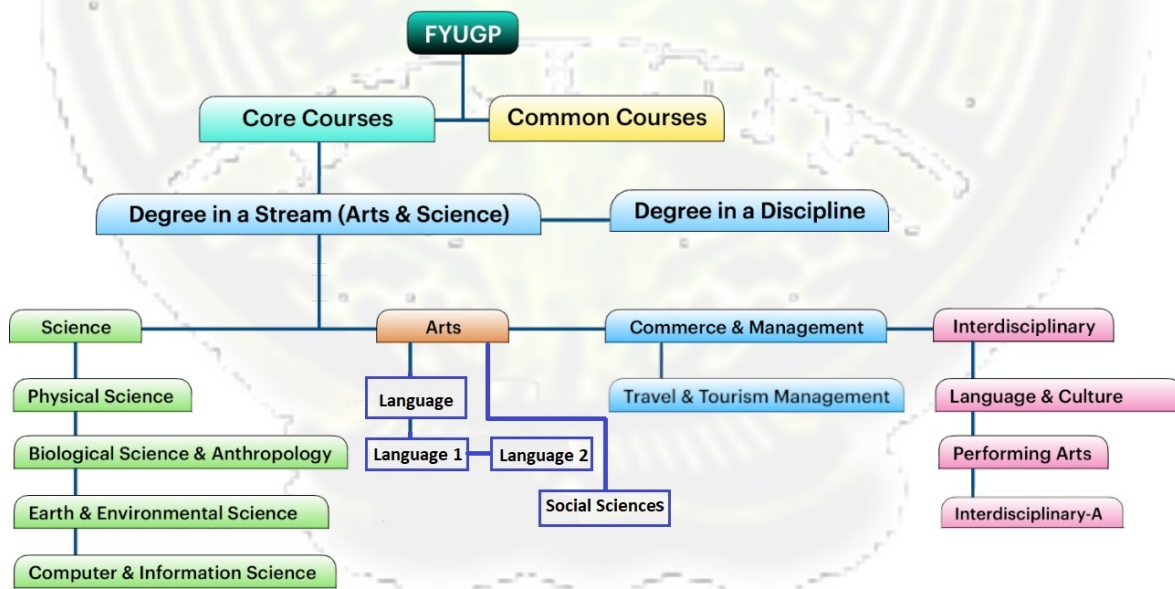 FYUGP
Core Courses
Common Courses
Degree in a Stream (Arts & Science)
Degree in a Discipline
Science
Arts
Commerce & Management
Interdisciplinary
Physical Science
Language
Travel & Tourism Management
Language & Culture
Biological Science & Anthropology
Language 1
Language 2
Performing Arts
Earth & Environmental Science
Social Sciences
Interdisciplinary-A
Computer & Information Science